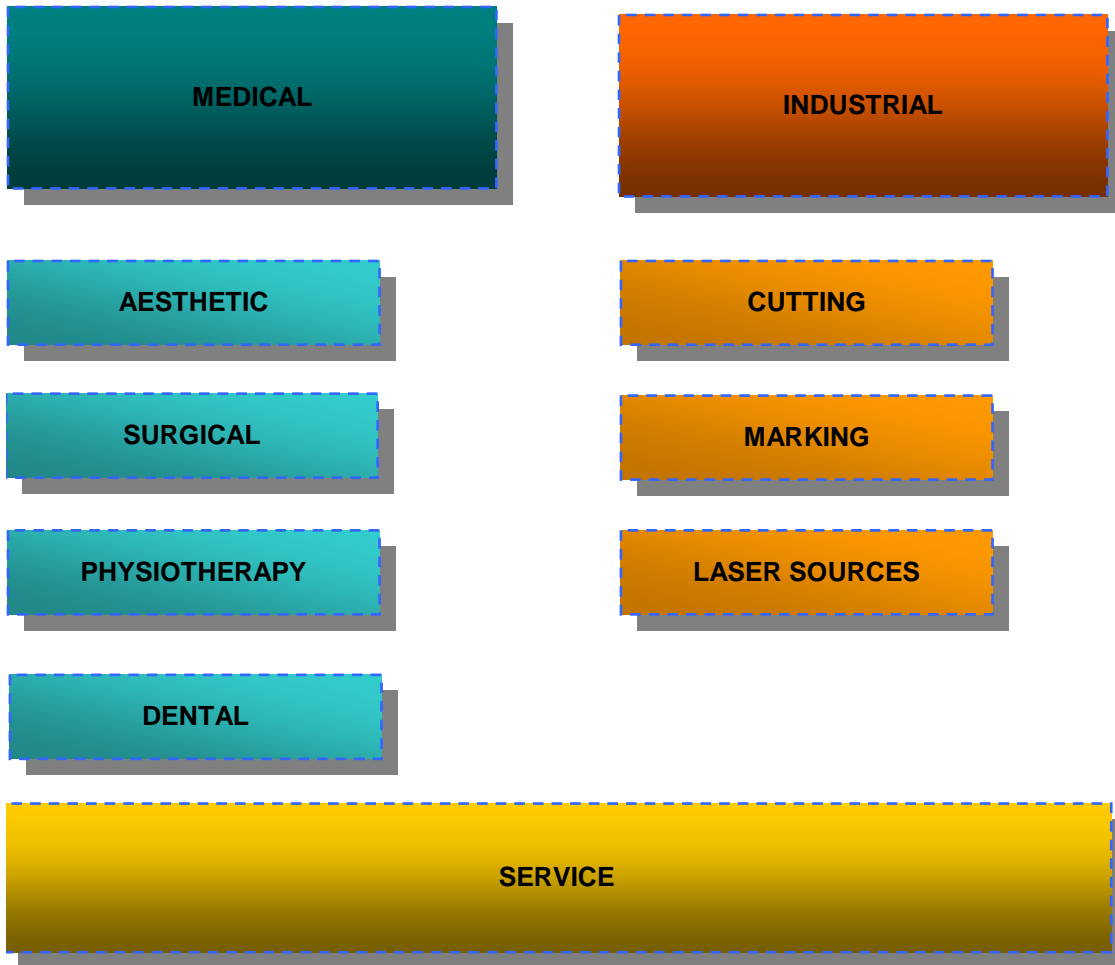 MEDICAL
INDUSTRIAL
AESTHETIC
CUTTING
SURGICAL
MARKING
PHYSIOTHERAPY
LASER SOURCES
DENTAL
SERVICE